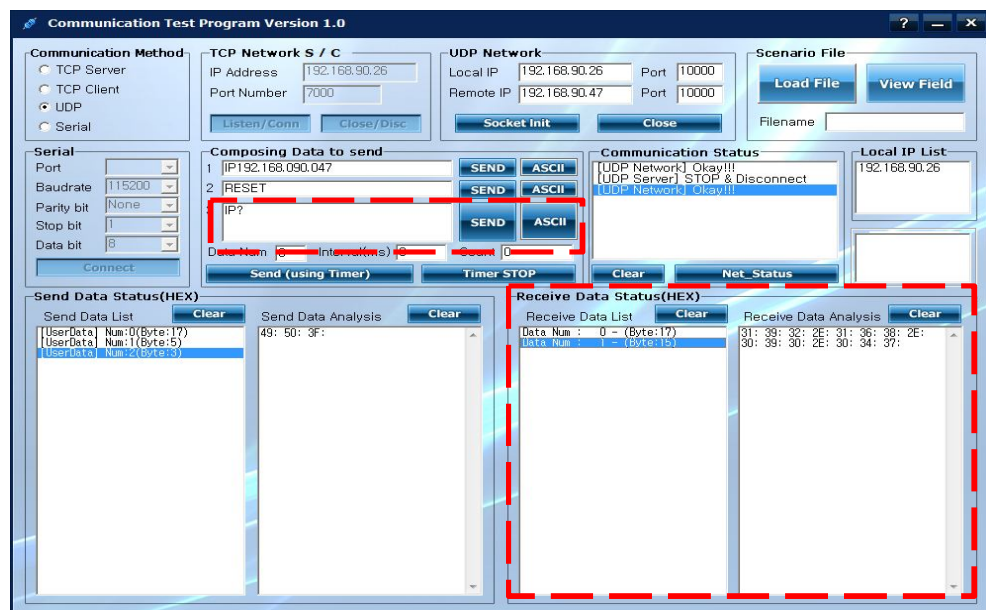 Communication Test Program Version 1.0
Communication Method
TCP Server
TCP Client
UDP
Serial
TCP Network S / C
IP Address 192.168.90.26
Port Number 7000
Listen/Conn Close/Disc
UDP Network
Local IP 192.168.90.26 Port 10000
Remote IP 192.168.90.47 Port 10000
Socket Init Close
Scenario File
Load File View Field
Filename
Serial
Port
Baudrate 115200
Parity bit None
Stop bit 1
Data bit 8
Connect
Composing Data to send
1 IP192.168.090.047 SEND ASCII
2 RESET SEND ASCII
IP? SEND ASCII
Data Num Interval(ms) Count 0
Send (using Timer) Timer STOP
Communication Status
[UDP Network] Okay!!!
[UDP Server] STOP & Disconnect
[UDP Network] Okay!!!
Clear Net_Status
Local IP List
192.168.90.26
Send Data Status(HEX)
Send Data List Clear
[UserData] Num:0(Byte:17)
[UserData] Num:1(Byte:5)
[UserData] Num:2(Byte:3)
Send Data Analysis Clear
49: 50: 3F:
Receive Data Status(HEX)
Receive Data List Clear
Data Num : 0 - (Byte:17)
Data Num : 1 - (Byte:15)
Receive Data Analysis Clear
31: 39: 32: 2E: 31: 36: 38: 2E:
30: 39: 30: 2E: 30: 34: 37: